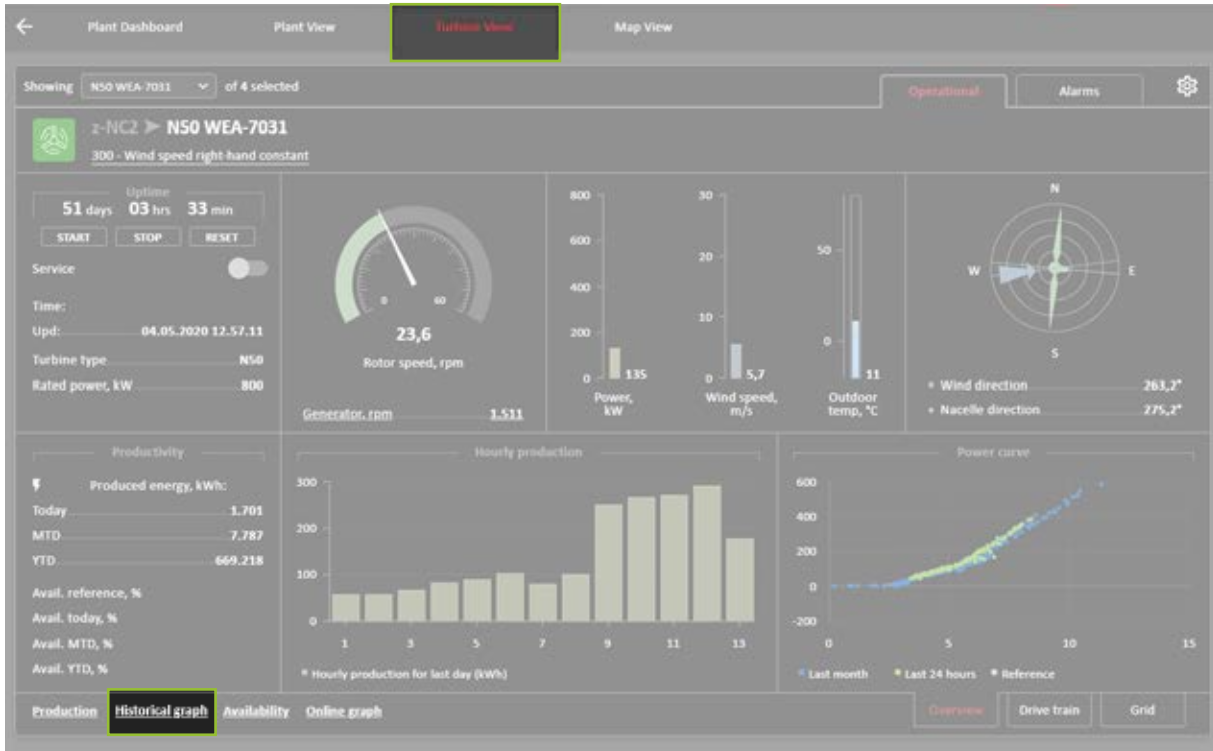 Plant Dashboard Plant View Turbine View Map View
Showing N50 WEA-7031 of 4 selected Operational Alarms
z-NC2 ➤ N50 WEA-7031
300 - Wind speed right-hand constant
Uptime
51 days 03 hrs 33 min
START STOP RESET
Service
Time:
Upd: 04.05.2020 12.57.11
Turbine type N50
Rated power, kW 800
0 60
23,6
Rotor speed, rpm
Generator, rpm 1.511
800
600
400
200
0
135
Power,
kW
30
20
10
0
5,7
Wind speed,
m/s
50
0
11
Outdoor
temp, °C
N
W E
S
Wind direction 263,2°
Nacelle direction 275,2°
Productivity
Produced energy, kWh:
Today 1.701
MTD 7.787
YTD 669.218
Avail. reference, %
Avail. today, %
Avail. MTD, %
Avail. YTD, %
Hourly production
300
200
100
0
1 3 5 7 9 11 13
Hourly production for last day (kWh)
Power curve
600
400
200
0
-200
0 5 10 15
Last month Last 24 hours Reference
Production Historical graph Availability Online graph
Overview Drive train Grid